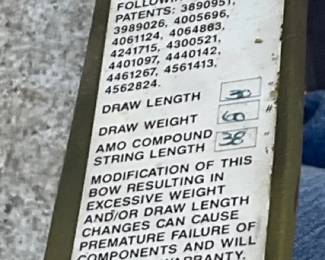 FOLLOWING
PATENTS: 3890951,
3989026, 4005696,
4061124, 4064863,
4241715, 4300521,
4401097, 4440142,
4461267, 4561413,
4562824.
DRAW LENGTH 30
DRAW WEIGHT 60
AMO COMPOUND
STRING LENGTH 38
MODIFICATION OF THIS
BOW RESULTING IN
EXCESSIVE WEIGHT
AND/OR DRAW LENGTH
CHANGES CAN CAUSE
PREMATURE FAILURE OF
COMPONENTS AND WILL
WARRANTY.